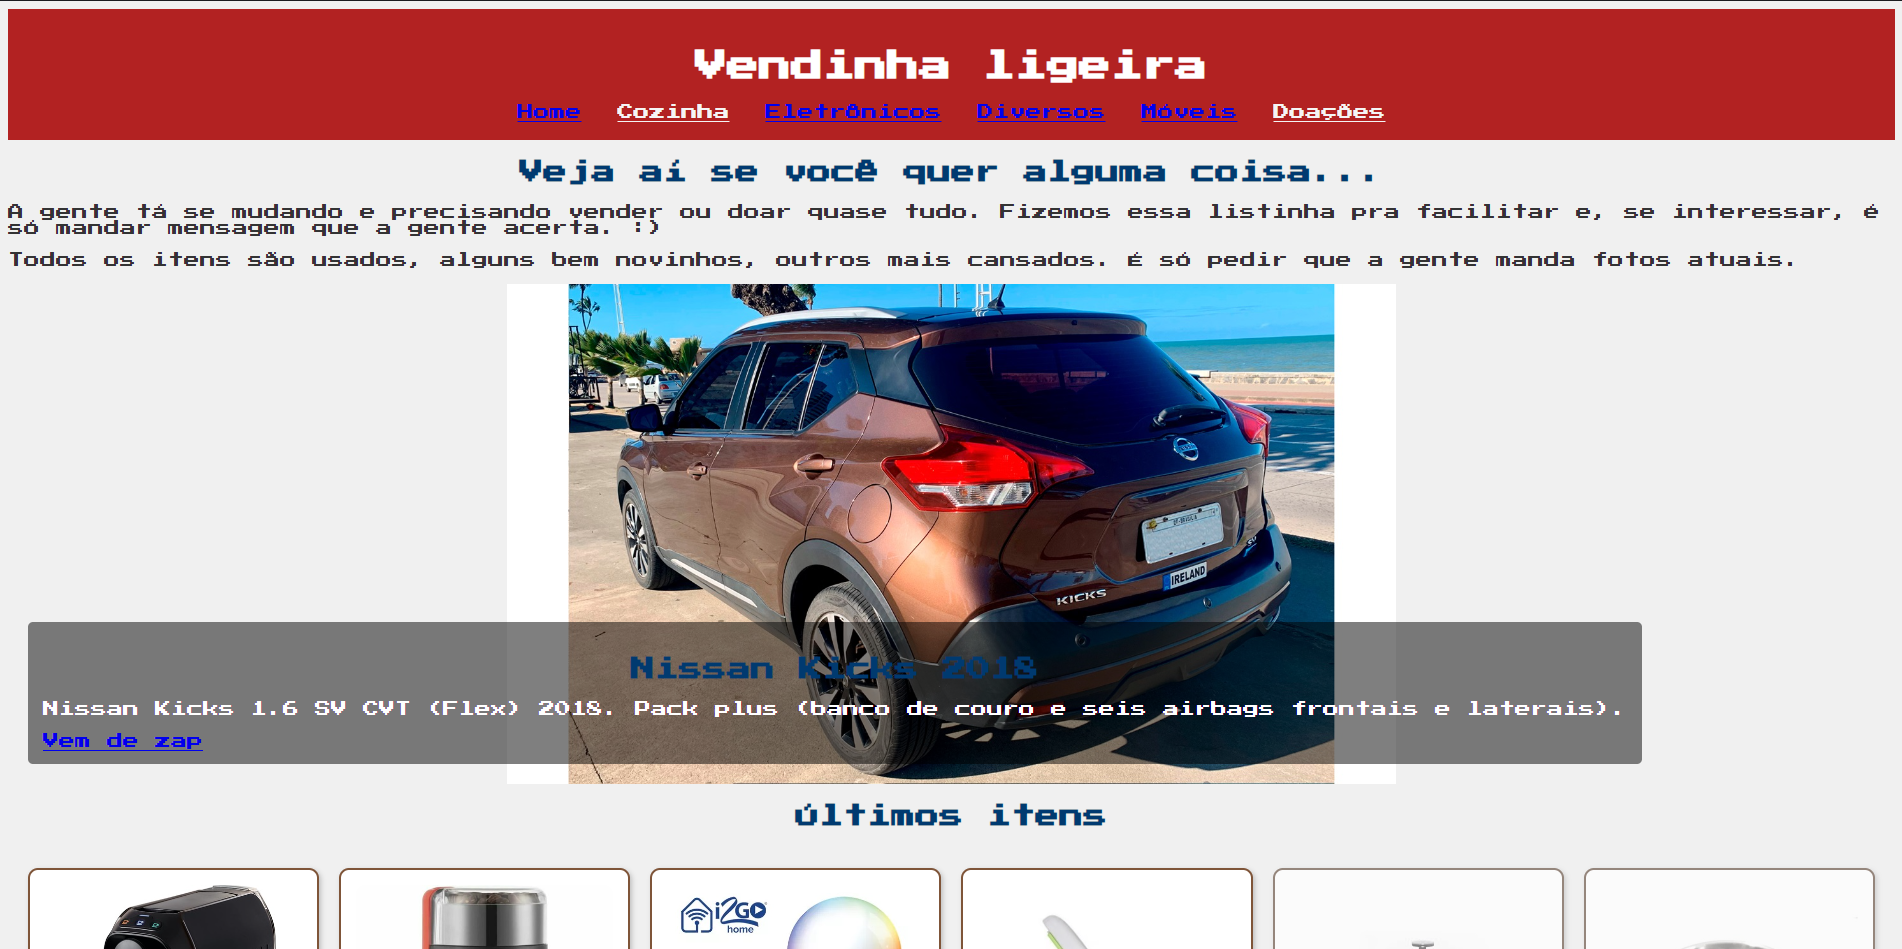 Vendinha ligeira
Home Cozinha Eletrônicos Diversos Móveis Doações
Veja aí se você quer alguma coisa...
A gente tá se mudando e precisando vender ou doar quase tudo. Fizemos essa listinha pra facilitar e, se interessar, é
só mandar mensagem que a gente acerta. :)
Todos os itens são usados, alguns bem novinhos, outros mais cansados. É só pedir que a gente manda fotos atuais.
SV
IRELAND
KICKS
Nissan Kicks 2018
Nissan Kicks 1.6 SV CVT (Flex) 2018. Pack plus (banco de couro e seis airbags frontais e laterais).
Vem de zap
Últimos itens
i2GO
home